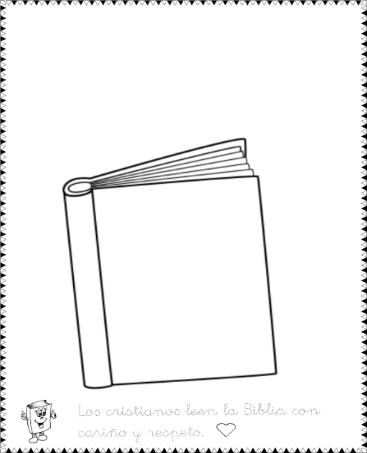 Los cristianos leen la Biblia con
cariño y respeto.